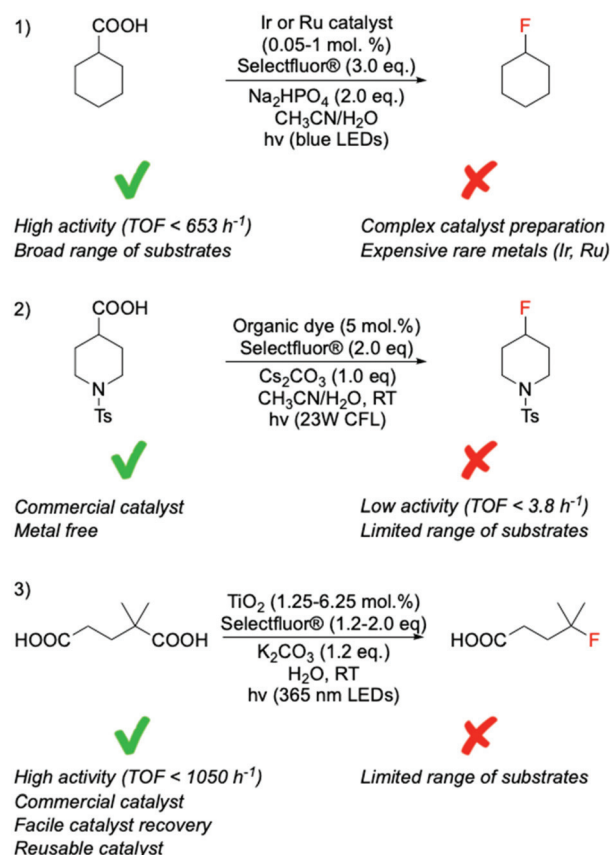 1)
COOH
Ir or Ru catalyst
(0.05-1 mol. %)
Selectfluor® (3.0 eq.)
Na₂HPO₄ (2.0 eq.)
CH₃CN/H₂O
hv (blue LEDs)
F
High activity (TOF < 653 h⁻¹)
Broad range of substrates
Complex catalyst preparation
Expensive rare metals (Ir, Ru)
2)
COOH
N
Ts
Organic dye (5 mol.%)
Selectfluor® (2.0 eq)
Cs₂CO₃ (1.0 eq)
CH₃CN/H₂O, RT
hv (23W CFL)
F
N
Ts
Commercial catalyst
Metal free
Low activity (TOF < 3.8 h⁻¹)
Limited range of substrates
3)
HOOC COOH
TiO₂ (1.25-6.25 mol.%)
Selectfluor® (1.2-2.0 eq)
K₂CO₃ (1.2 eq.)
H₂O, RT
hv (365 nm LEDs)
HOOC F
High activity (TOF < 1050 h⁻¹)
Commercial catalyst
Facile catalyst recovery
Reusable catalyst
Limited range of substrates